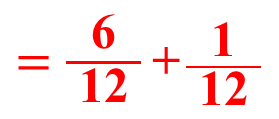 = 6/12 + 1/12